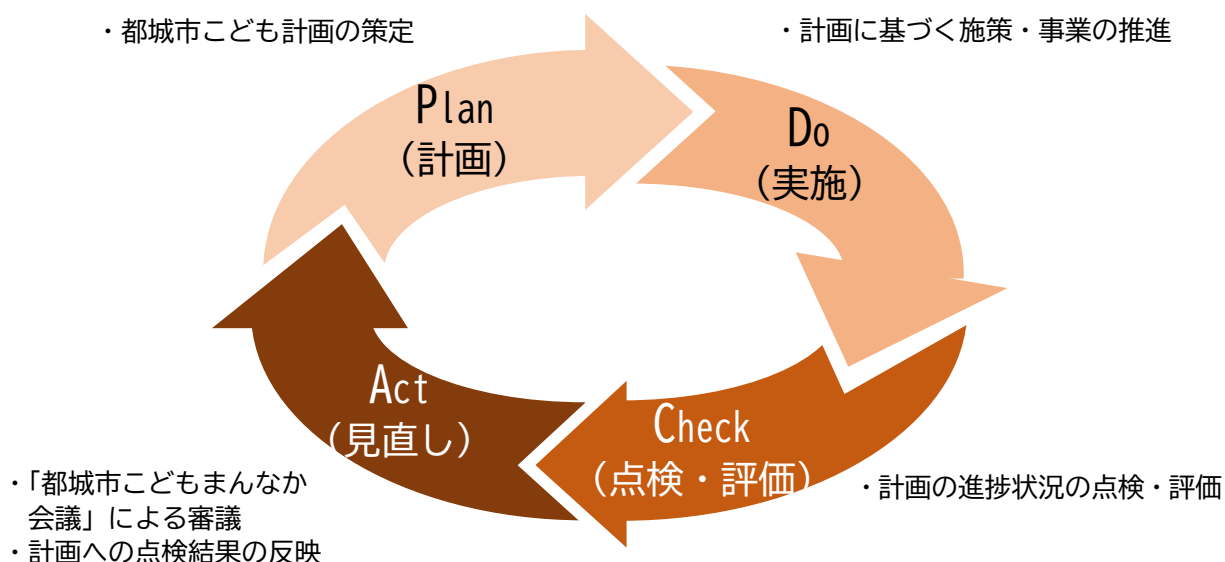 ・都城市こども計画の策定
・計画に基づく施策・事業の推進
Plan
（計画）
Do
（実施）
Act
（見直し）
Check
（点検・評価）
・「都城市こどもまんなか
会議」による審議
・計画への点検結果の反映
・計画の進捗状況の点検・評価